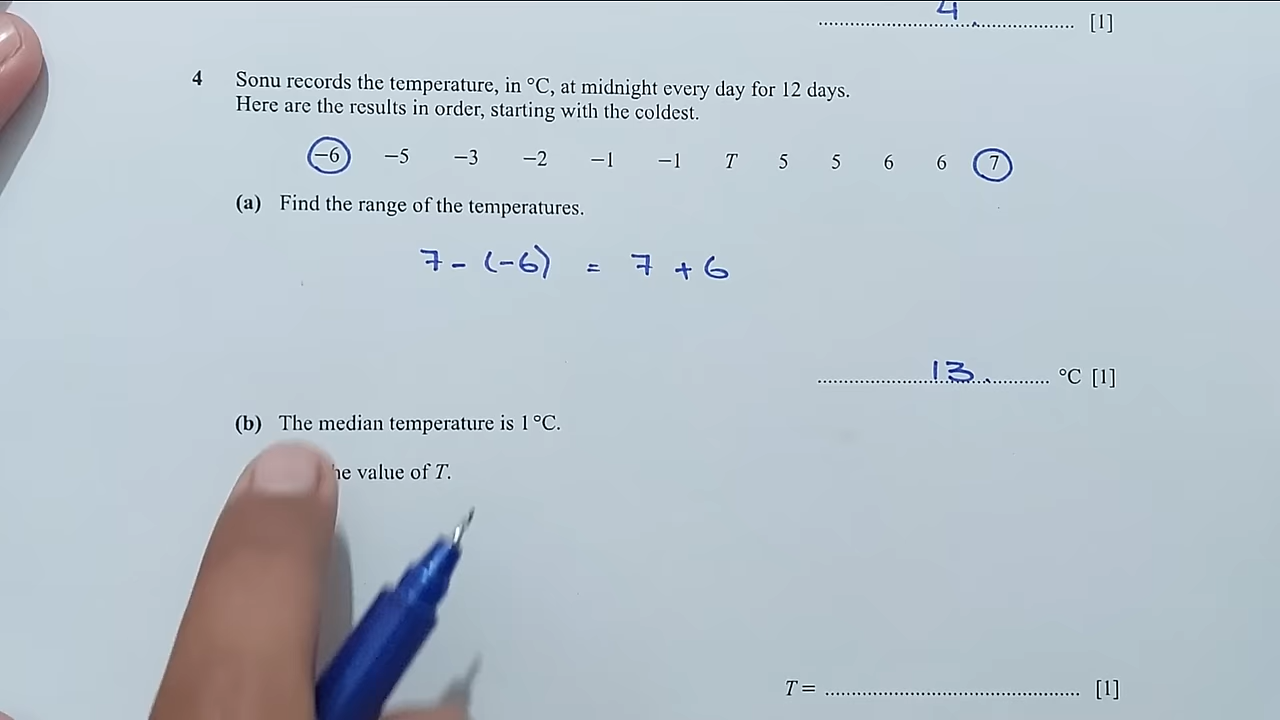 4. [1]
4 Sonu records the temperature, in °C, at midnight every day for 12 days.
Here are the results in order, starting with the coldest.
−6 −5 −3 −2 −1 −1 T 5 5 6 6 7
(a) Find the range of the temperatures.
7 - (-6) = 7 + 6
13. °C [1]
(b) The median temperature is 1 °C.
value of T.
T = [1]